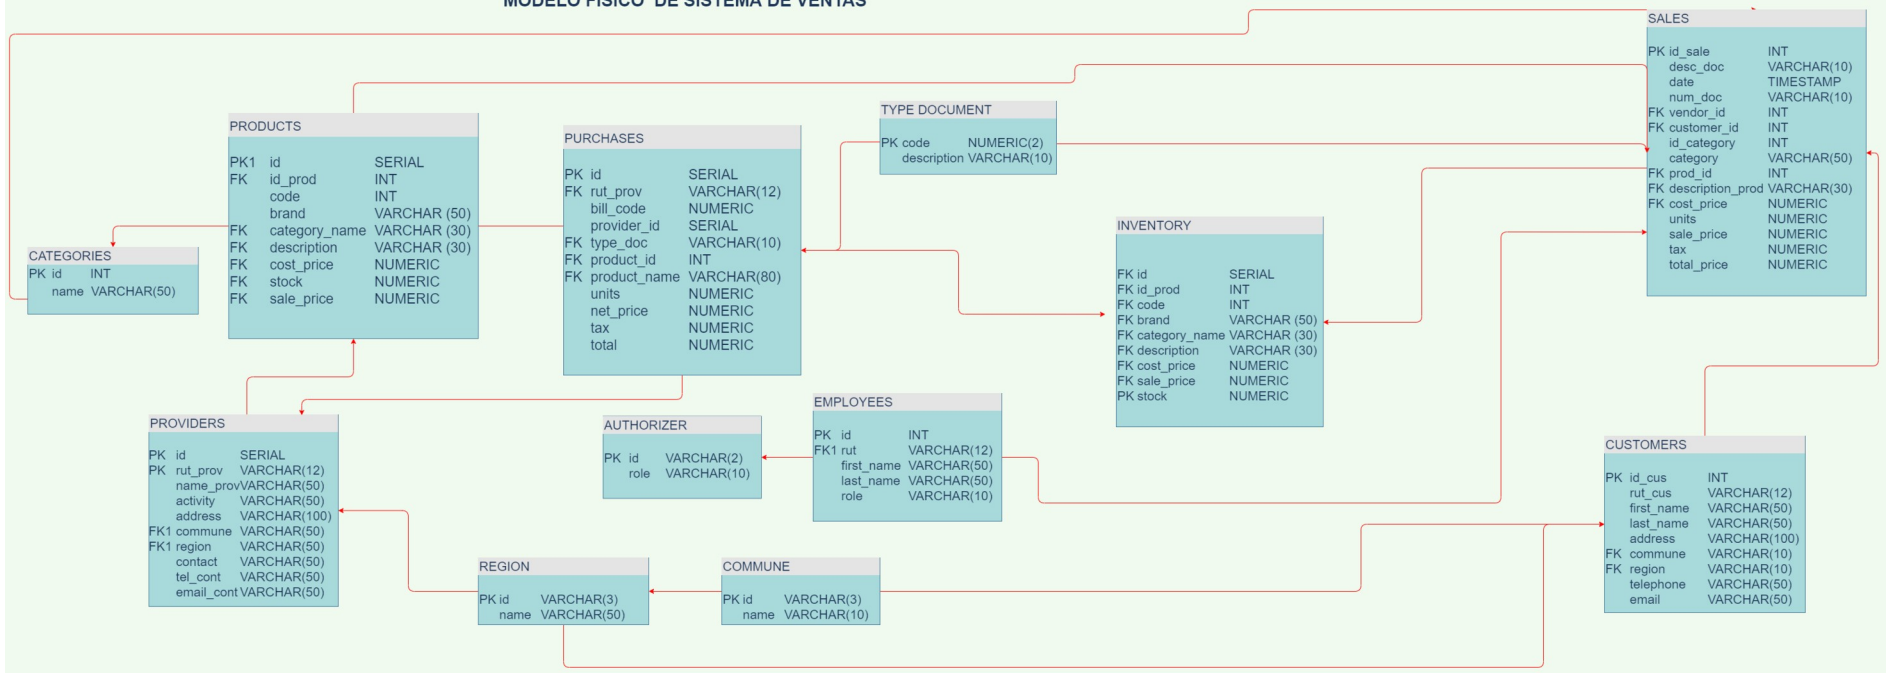 MODELO FISICO DE SISTEMA DE VENTAS
SALES
PK id_sale INT
desc_doc VARCHAR(10)
date TIMESTAMP
num_doc VARCHAR(10)
FK vendor_id INT
FK customer_id INT
id_category INT
category VARCHAR(50)
FK prod_id INT
FK description_prod VARCHAR(30)
FK cost_price NUMERIC
units NUMERIC
sale_price NUMERIC
tax NUMERIC
total_price NUMERIC
TYPE DOCUMENT
PK code NUMERIC(2)
description VARCHAR(10)
PRODUCTS
PK1 id SERIAL
FK id_prod INT
code INT
brand VARCHAR (50)
FK category_name VARCHAR (30)
FK description VARCHAR (30)
FK cost_price NUMERIC
FK stock NUMERIC
FK sale_price NUMERIC
PURCHASES
PK id SERIAL
FK rut_prov VARCHAR(12)
bill_code NUMERIC
provider_id SERIAL
FK type_doc VARCHAR(10)
FK product_id INT
FK product_name VARCHAR(80)
units NUMERIC
net_price NUMERIC
tax NUMERIC
total NUMERIC
INVENTORY
FK id SERIAL
FK id_prod INT
FK code INT
FK brand VARCHAR (50)
FK category_name VARCHAR (30)
FK description VARCHAR (30)
FK cost_price NUMERIC
FK sale_price NUMERIC
PK stock NUMERIC
CATEGORIES
PK id INT
name VARCHAR(50)
PROVIDERS
PK id SERIAL
PK rut_prov VARCHAR(12)
name_prov VARCHAR(50)
activity VARCHAR(50)
address VARCHAR(100)
FK1 commune VARCHAR(50)
FK1 region VARCHAR(50)
contact VARCHAR(50)
tel_cont VARCHAR(50)
email_cont VARCHAR(50)
AUTHORIZER
PK id VARCHAR(2)
role VARCHAR(10)
EMPLOYEES
PK id INT
FK1 rut VARCHAR(12)
first_name VARCHAR(50)
last_name VARCHAR(50)
role VARCHAR(10)
CUSTOMERS
PK id_cus INT
rut_cus VARCHAR(12)
first_name VARCHAR(50)
last_name VARCHAR(50)
address VARCHAR(100)
FK commune VARCHAR(10)
FK region VARCHAR(10)
telephone VARCHAR(50)
email VARCHAR(50)
REGION
PK id VARCHAR(3)
name VARCHAR(50)
COMMUNE
PK id VARCHAR(3)
name VARCHAR(10)